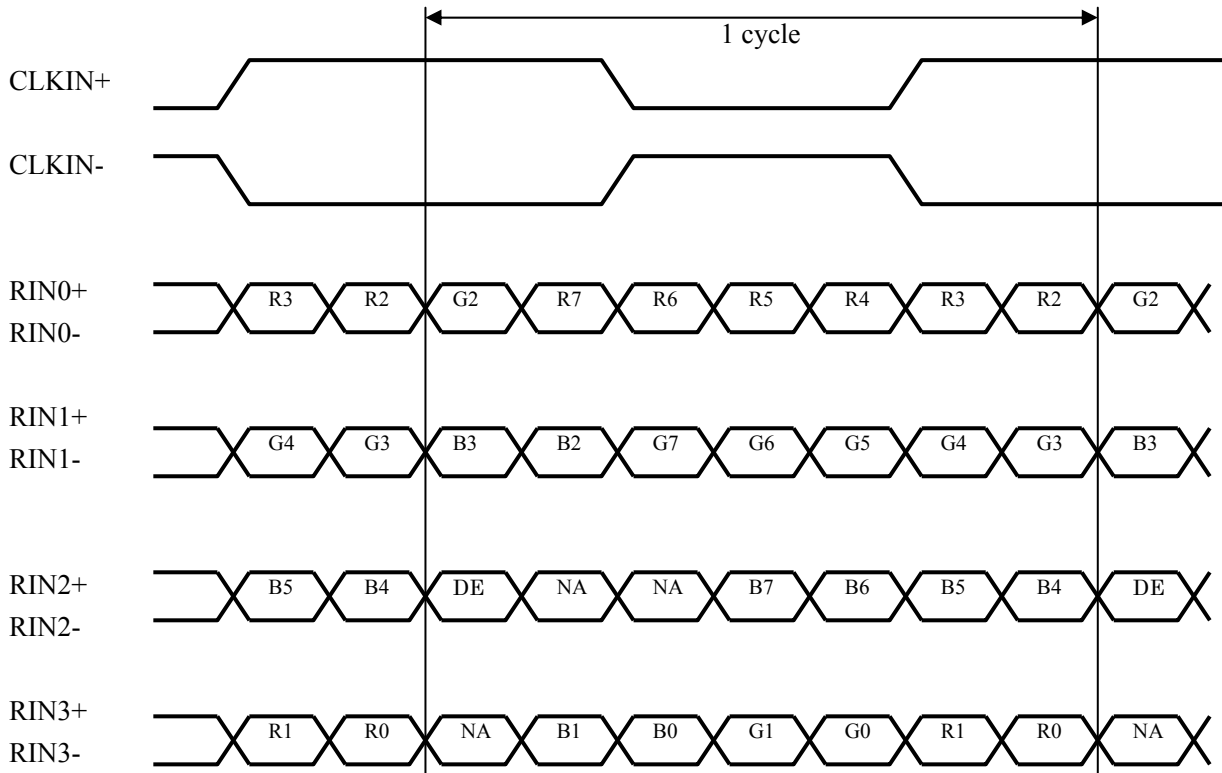 1 cycle
CLKIN+
CLKIN-
RIN0+
R3 R2 G2 R7 R6 R5 R4 R3 R2 G2
RIN0-
RIN1+
G4 G3 B3 B2 G7 G6 G5 G4 G3 B3
RIN1-
RIN2+
B5 B4 DE NA NA B7 B6 B5 B4 DE
RIN2-
RIN3+
R1 R0 NA B1 B0 G1 G0 R1 R0 NA
RIN3-